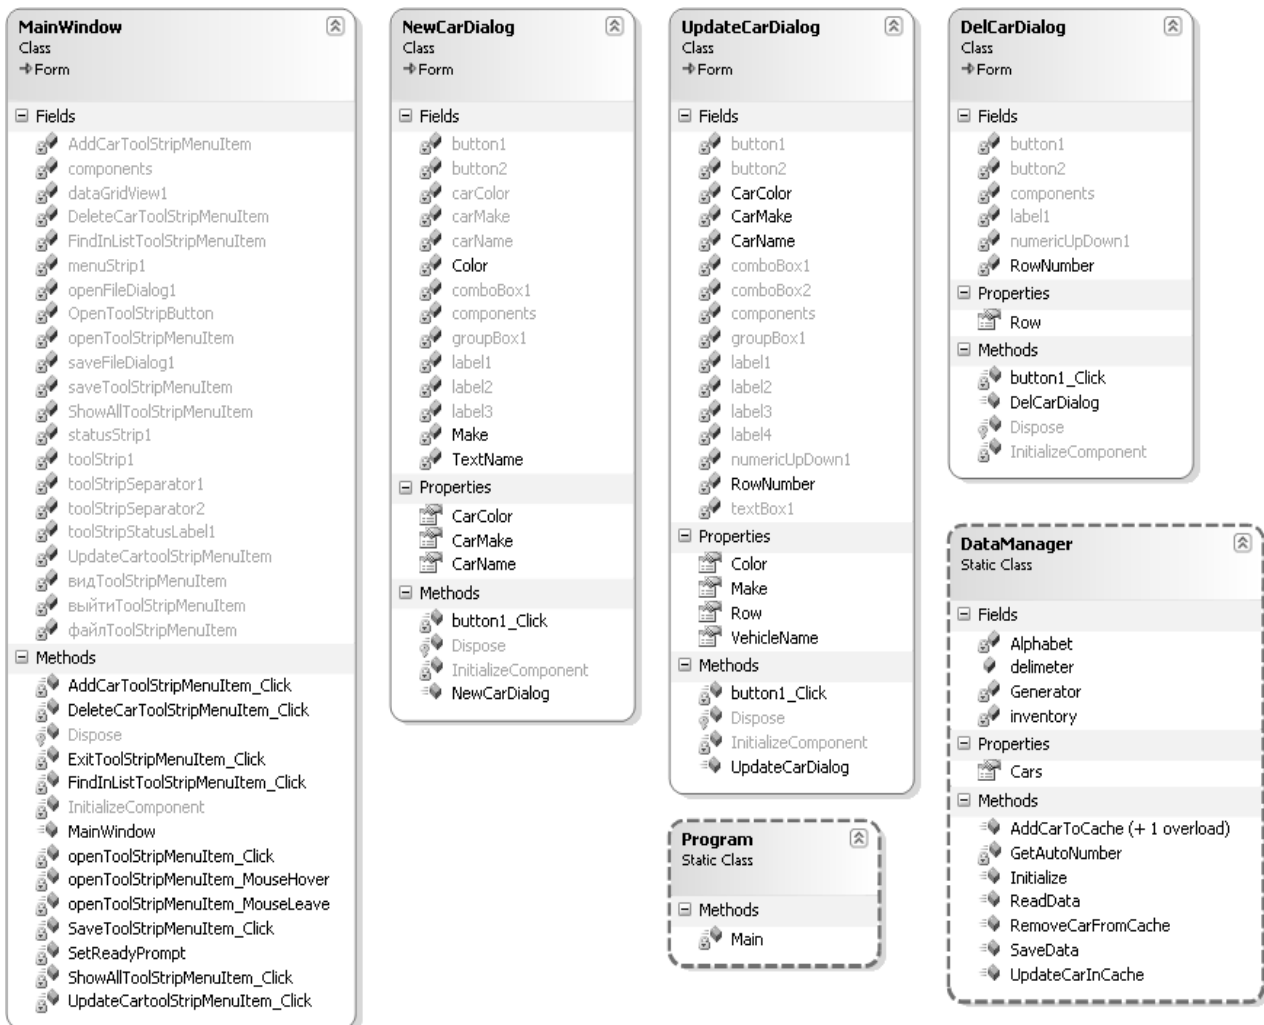 MainWindow
Class
Form
Fields
AddCarToolStripMenuItem
components
dataGridView1
DeleteCarToolStripMenuItem
FindInListToolStripMenuItem
menuStrip1
openFileDialog1
OpenToolStripButton
openToolStripMenuItem
saveFileDialog1
saveToolStripMenuItem
ShowAllToolStripMenuItem
statusStrip1
toolStrip1
toolStripSeparator1
toolStripSeparator2
toolStripStatusLabel1
UpdateCartoolStripMenuItem
видToolStripMenuItem
выйтиToolStripMenuItem
файлToolStripMenuItem
Methods
AddCarToolStripMenuItem_Click
DeleteCarToolStripMenuItem_Click
Dispose
ExitToolStripMenuItem_Click
FindInListToolStripMenuItem_Click
InitializeComponent
MainWindow
openToolStripMenuItem_Click
openToolStripMenuItem_MouseHover
openToolStripMenuItem_MouseLeave
SaveToolStripMenuItem_Click
SetReadyPrompt
ShowAllToolStripMenuItem_Click
UpdateCartoolStripMenuItem_Click
NewCarDialog
Class
Form
Fields
button1
button2
carColor
carMake
carName
Color
comboBox1
components
groupBox1
label1
label2
label3
Make
TextName
Properties
CarColor
CarMake
CarName
Methods
button1_Click
Dispose
InitializeComponent
NewCarDialog
UpdateCarDialog
Class
Form
Fields
button1
button2
CarColor
CarMake
CarName
comboBox1
comboBox2
components
groupBox1
label1
label2
label3
label4
numericUpDown1
RowNumber
textBox1
Properties
Color
Make
Row
VehicleName
Methods
button1_Click
Dispose
InitializeComponent
UpdateCarDialog
Program
Static Class
Methods
Main
DelCarDialog
Class
Form
Fields
button1
button2
components
label1
numericUpDown1
RowNumber
Properties
Row
Methods
button1_Click
DelCarDialog
Dispose
InitializeComponent
DataManager
Static Class
Fields
Alphabet
delimeter
Generator
inventory
Properties
Cars
Methods
AddCarToCache (+ 1 overload)
GetAutoNumber
Initialize
ReadData
RemoveCarFromCache
SaveData
UpdateCarInCache